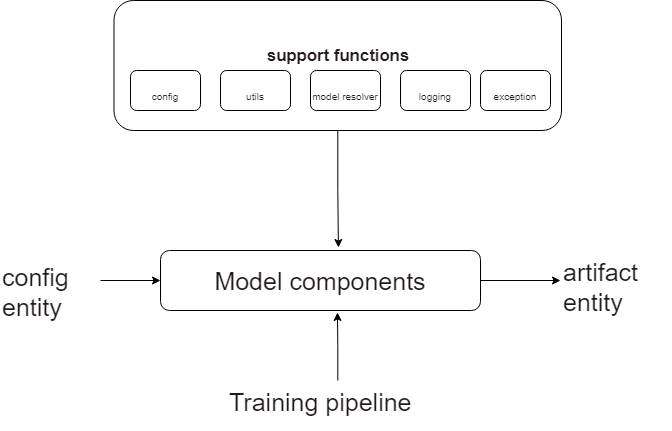 support functions
config
utils
model resolver
logging
exception
config
entity
Model components
artifact
entity
Training pipeline